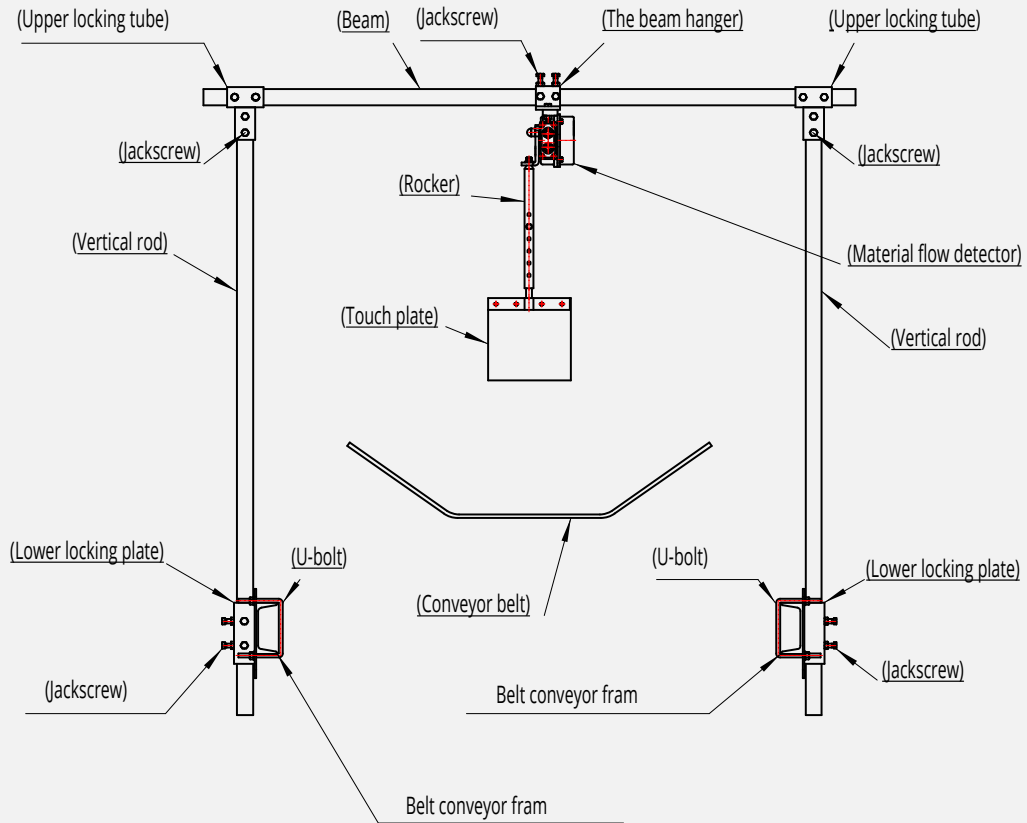 (Upper locking tube)
(Beam)
(Jackscrew)
(The beam hanger)
(Upper locking tube)
(Jackscrew)
(Jackscrew)
(Rocker)
(Vertical rod)
(Material flow detector)
(Touch plate)
(Vertical rod)
(Lower locking plate)
(U-bolt)
(U-bolt)
(Lower locking plate)
(Conveyor belt)
(Jackscrew)
Belt conveyor fram
(Jackscrew)
Belt conveyor fram